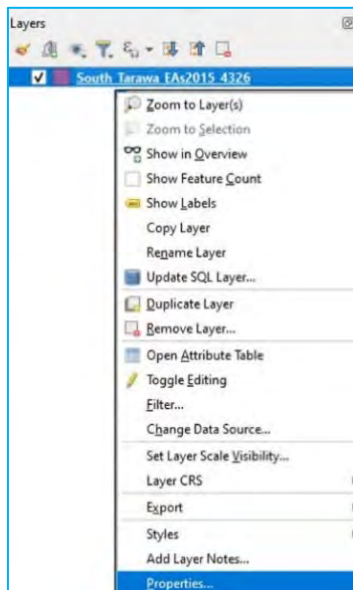 Layers
South Tarawa EAs2015 4326
Zoom to Layer(s)
Zoom to Selection
Show in Overview
Show Feature Count
Show Labels
Copy Layer
Rename Layer
Update SQL Layer...
Duplicate Layer
Remove Layer...
Open Attribute Table
Toggle Editing
Filter...
Change Data Source...
Set Layer Scale Visibility...
Layer CRS
Export
Styles
Add Layer Notes...
Properties...